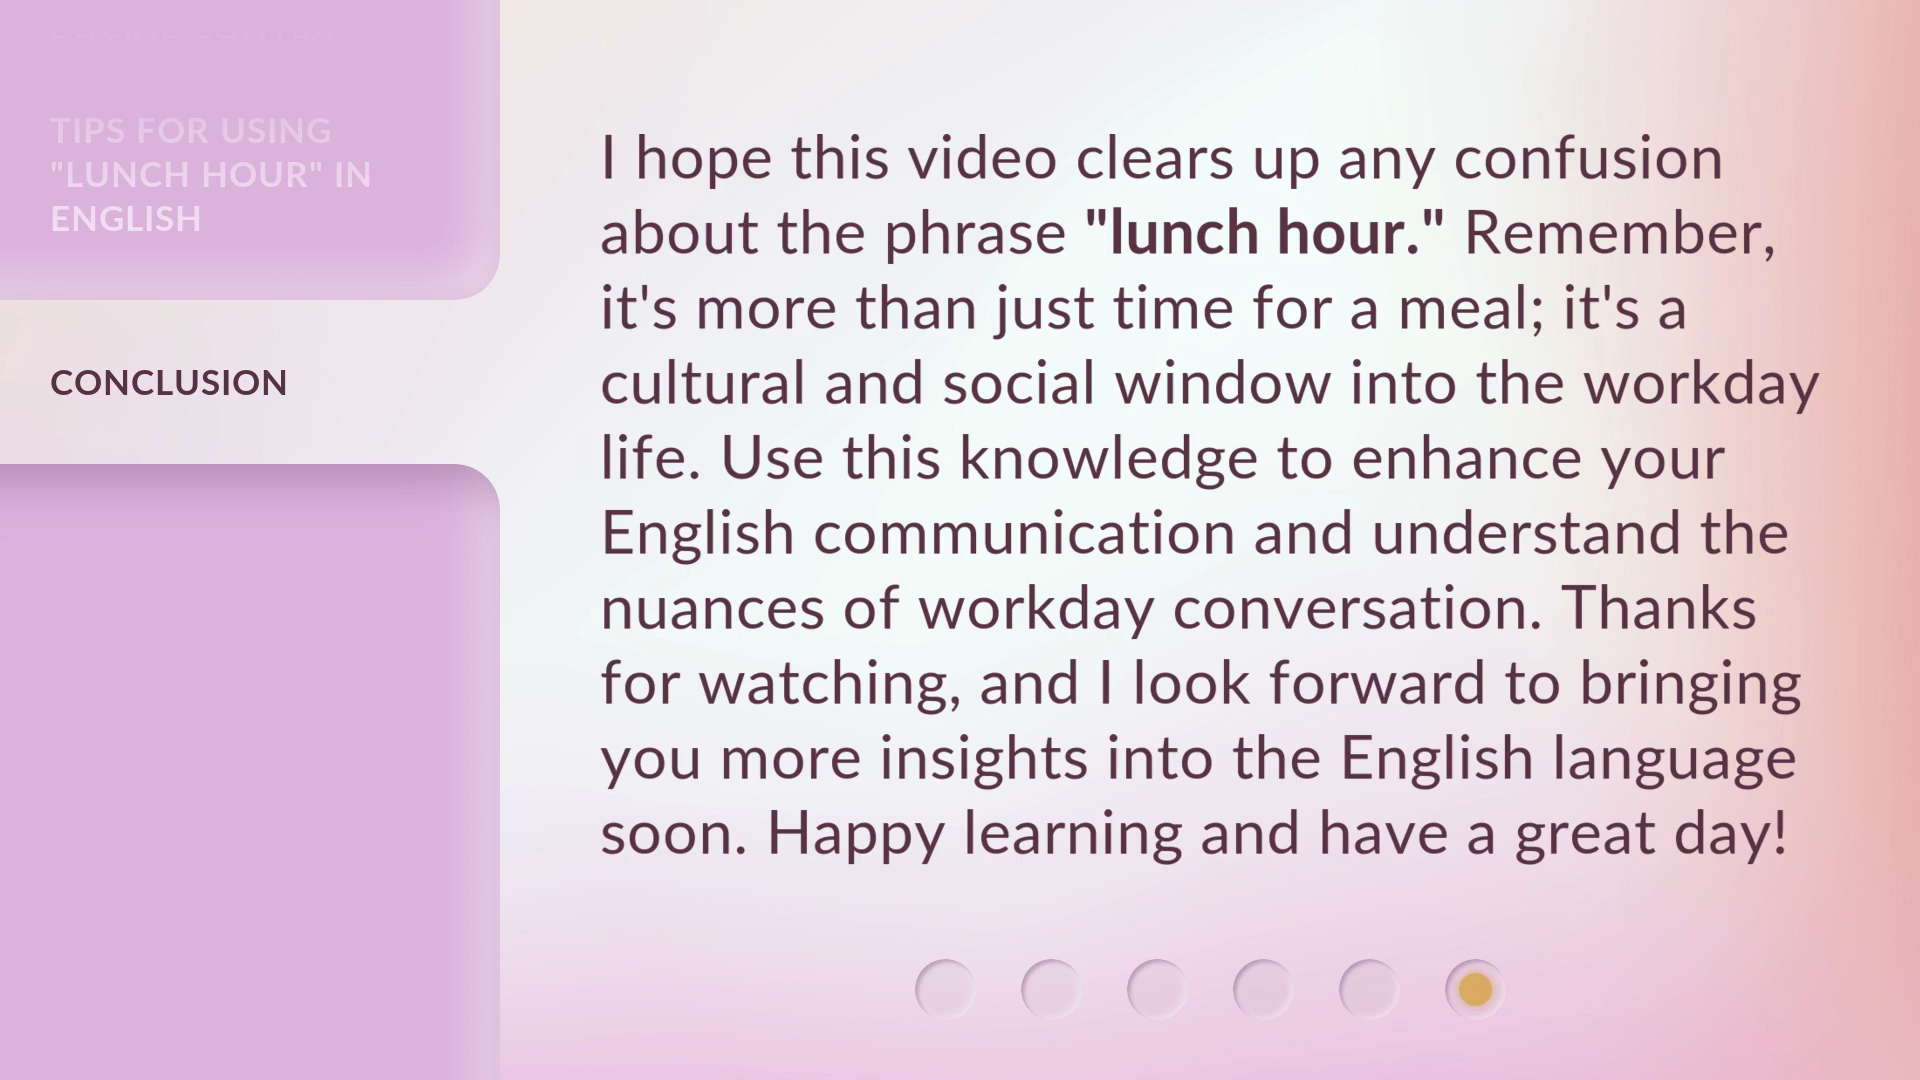 SOCIAL CONTEXT
TIPS FOR USING
"LUNCH HOUR" IN
ENGLISH
CONCLUSION
I hope this video clears up any confusion
about the phrase "lunch hour." Remember,
it's more than just time for a meal; it's a
cultural and social window into the workday
life. Use this knowledge to enhance your
English communication and understand the
nuances of workday conversation. Thanks
for watching, and I look forward to bringing
you more insights into the English language
soon. Happy learning and have a great day!